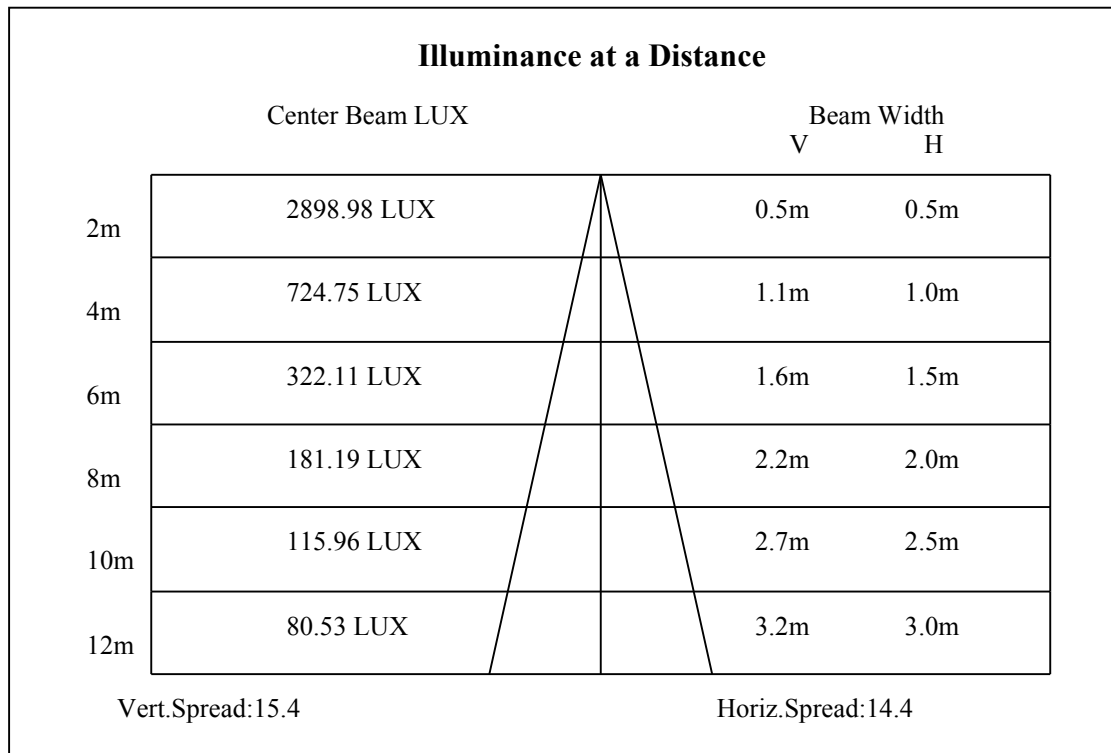 Illuminance at a Distance
Center Beam LUX Beam Width
V H
2898.98 LUX 0.5m 0.5m
2m
724.75 LUX 1.1m 1.0m
4m
322.11 LUX 1.6m 1.5m
6m
181.19 LUX 2.2m 2.0m
8m
115.96 LUX 2.7m 2.5m
10m
80.53 LUX 3.2m 3.0m
12m
Vert.Spread:15.4 Horiz.Spread:14.4